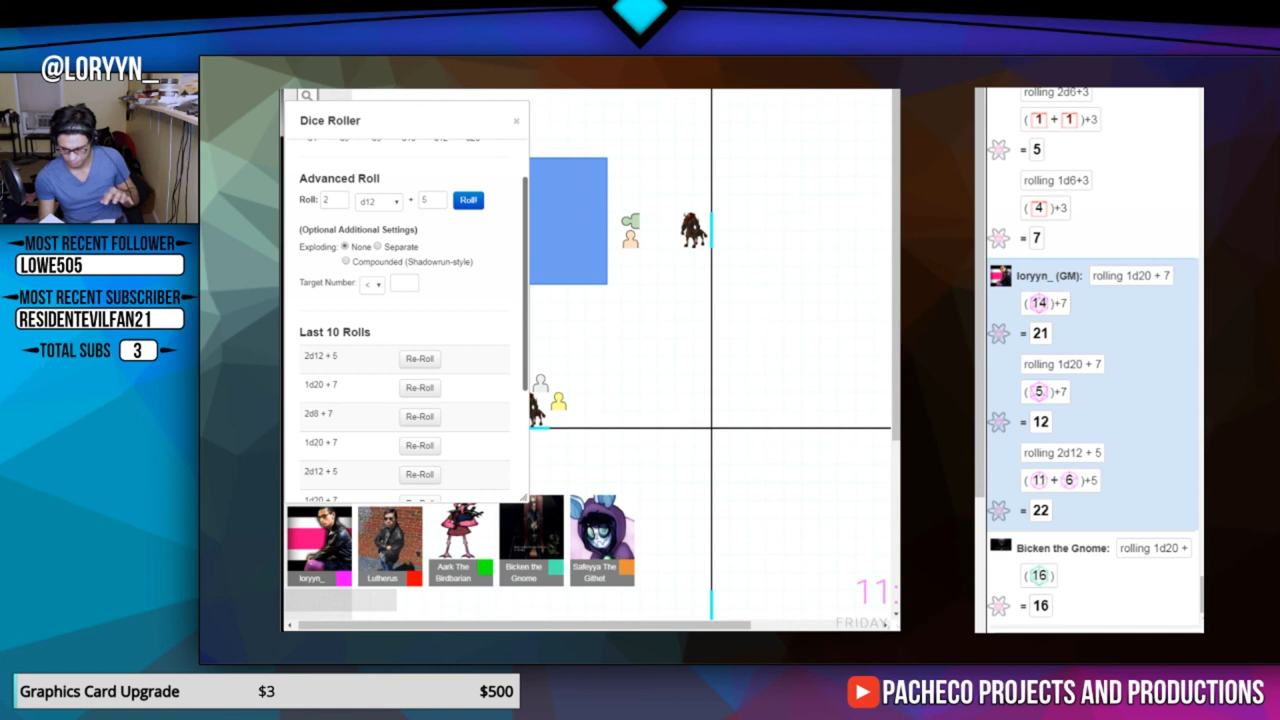 @LORYYN_
MOST RECENT FOLLOWER
LOWE505
MOST RECENT SUBSCRIBER
RESIDENTEVILFAN21
TOTAL SUBS 3
Dice Roller ×
Advanced Roll
Roll: 2 d12 + 5 Roll!
(Optional Additional Settings)
Exploding: None Separate
Compounded (Shadowrun-style)
Target Number: <
Last 10 Rolls
2d12 + 5 Re-Roll
1d20 + 7 Re-Roll
2d8 + 7 Re-Roll
1d20 + 7 Re-Roll
2d12 + 5 Re-Roll
1d20 + 7
loryyn_
Lutherus
Aark The
Birdbarian
Bicken the
Gnome
Safeyya The
Githet
11:
FRIDAY
rolling 2d6+3
(1 + 1)+3
= 5
rolling 1d6+3
(4)+3
= 7
loryyn_ (GM): rolling 1d20 + 7
(14)+7
= 21
rolling 1d20 + 7
(5)+7
= 12
rolling 2d12 + 5
(11 + 6)+5
= 22
Bicken the Gnome: rolling 1d20 +
(16)
= 16
Graphics Card Upgrade $3 $500
PACHECO PROJECTS AND PRODUCTIONS